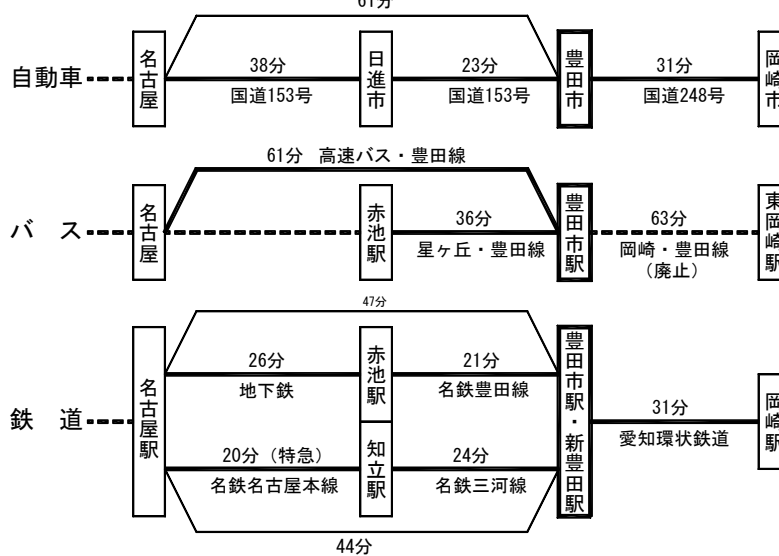 61分
自動車
名古屋
38分
国道153号
日進市
23分
国道153号
豊田市
31分
国道248号
岡崎市
61分 高速バス・豊田線
バス
名古屋
赤池駅
36分
星ヶ丘・豊田線
豊田市駅
63分
岡崎・豊田線
(廃止)
東岡崎駅
47分
鉄道
名古屋駅
26分
地下鉄
赤池駅
21分
名鉄豊田線
豊田市駅・新豊田駅
31分
愛知環状鉄道
岡崎駅
20分(特急)
名鉄名古屋本線
知立駅
24分
名鉄三河線
44分